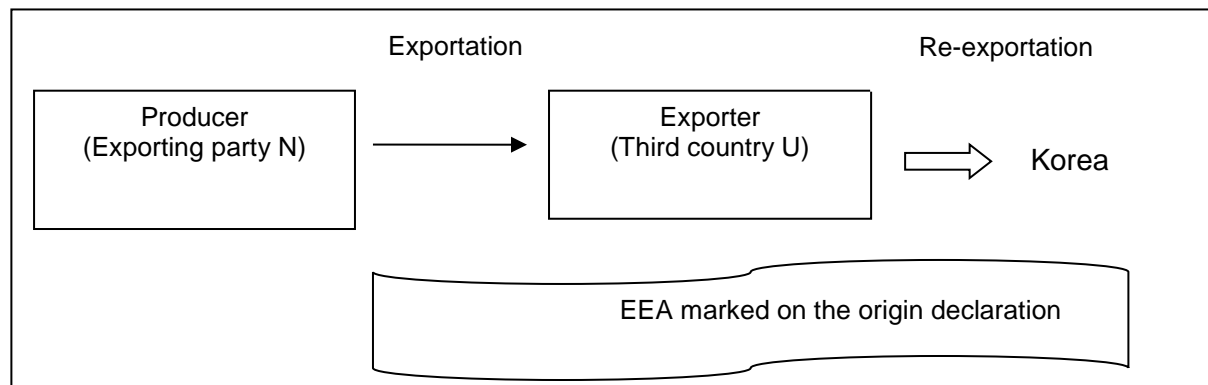 Exportation
Re-exportation
Producer
(Exporting party N)
Exporter
(Third country U)
Korea
EEA marked on the origin declaration